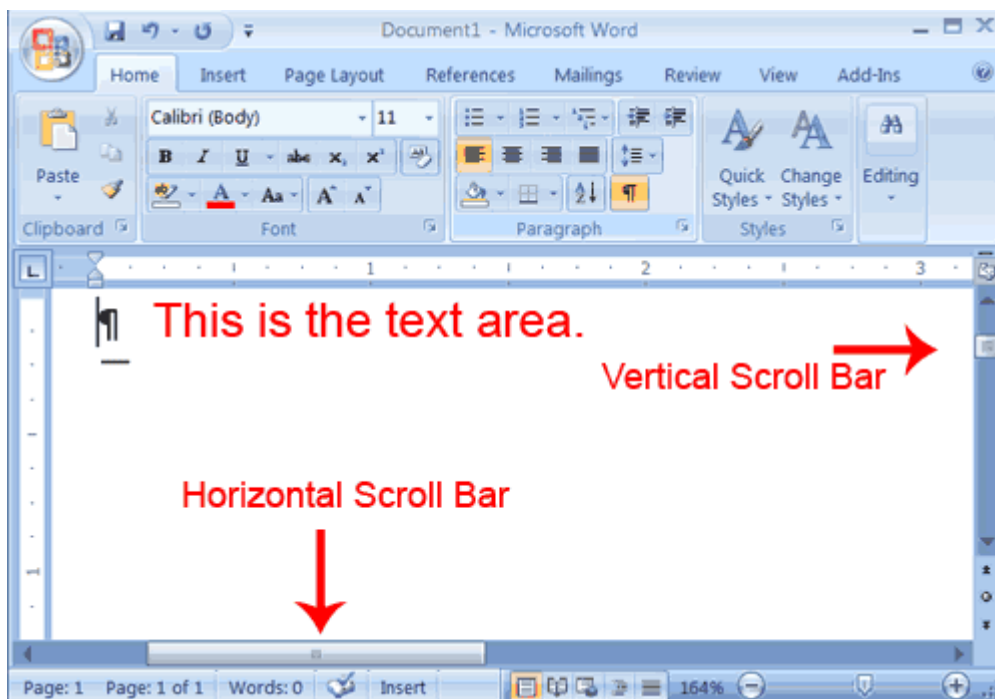 Document1 - Microsoft Word
Home Insert Page Layout References Mailings Review View Add-Ins
Calibri (Body) 11
B I U abc x₂ x²
Paste
Aa A A
Quick Styles
Change Styles
Editing
Clipboard Font Paragraph Styles
L 1 2 3
¶ This is the text area.
Vertical Scroll Bar
Horizontal Scroll Bar
1
Page: 1 Page: 1 of 1 Words: 0 Insert 164%